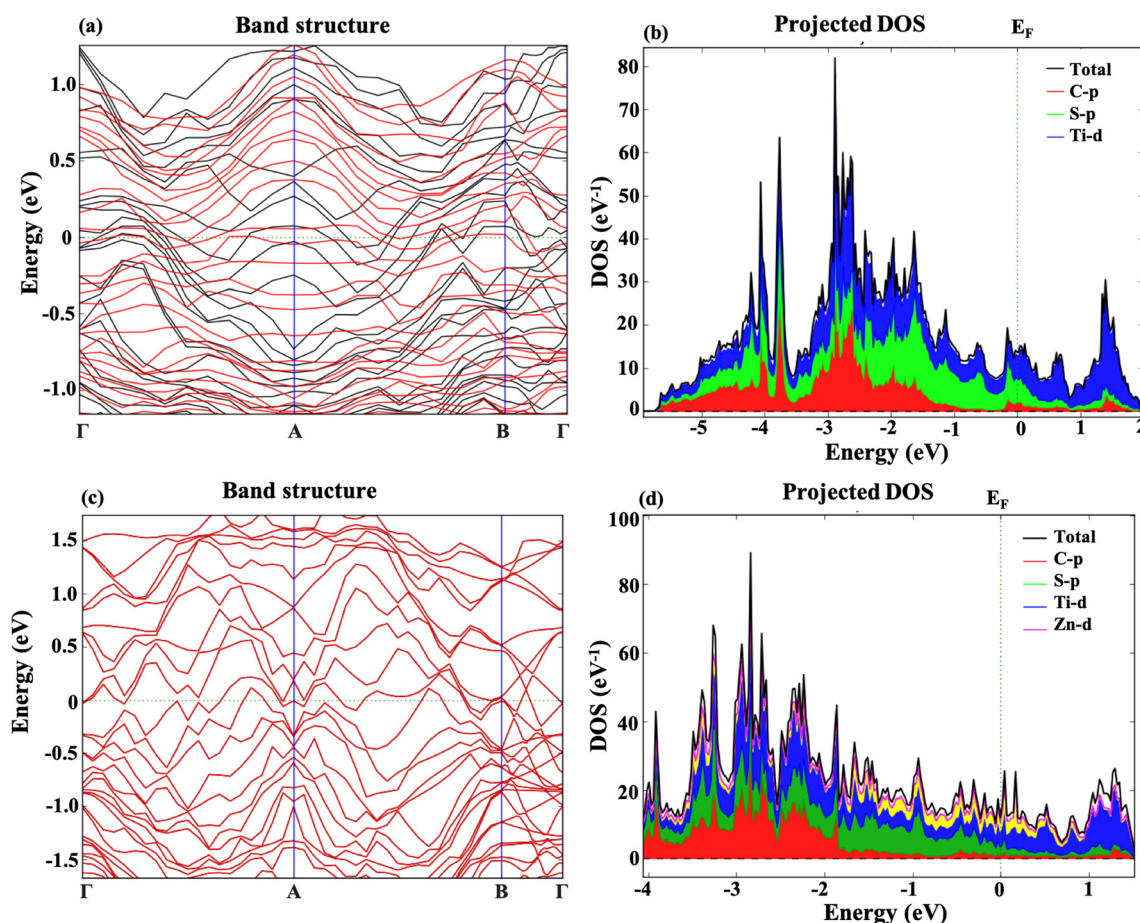 (a)
Band structure
Energy (eV)
1.0
0.5
0
-0.5
-1.0
Γ
A
B
Γ
(b)
Projected DOS
E_F
DOS (eV⁻¹)
80
70
60
50
40
30
20
10
0
Total
C-p
S-p
Ti-d
-5
-4
-3
-2
-1
0
1
2
Energy (eV)
(c)
Band structure
Energy (eV)
1.5
1.0
0.5
0
-0.5
-1.0
-1.5
Γ
A
B
Γ
(d)
Projected DOS
E_F
DOS (eV⁻¹)
100
80
60
40
20
0
Total
C-p
S-p
Ti-d
Zn-d
-4
-3
-2
-1
0
1
Energy (eV)